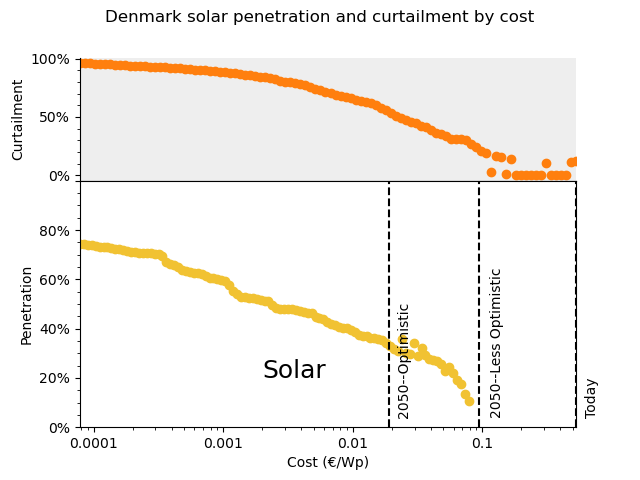 Denmark solar penetration and curtailment by cost
100%
50%
0%
Curtailment
80%
60%
40%
20%
0%
Penetration
Solar
2050--Optimistic
2050--Less Optimistic
Today
0.0001
0.001
0.01
0.1
Cost (€/Wp)